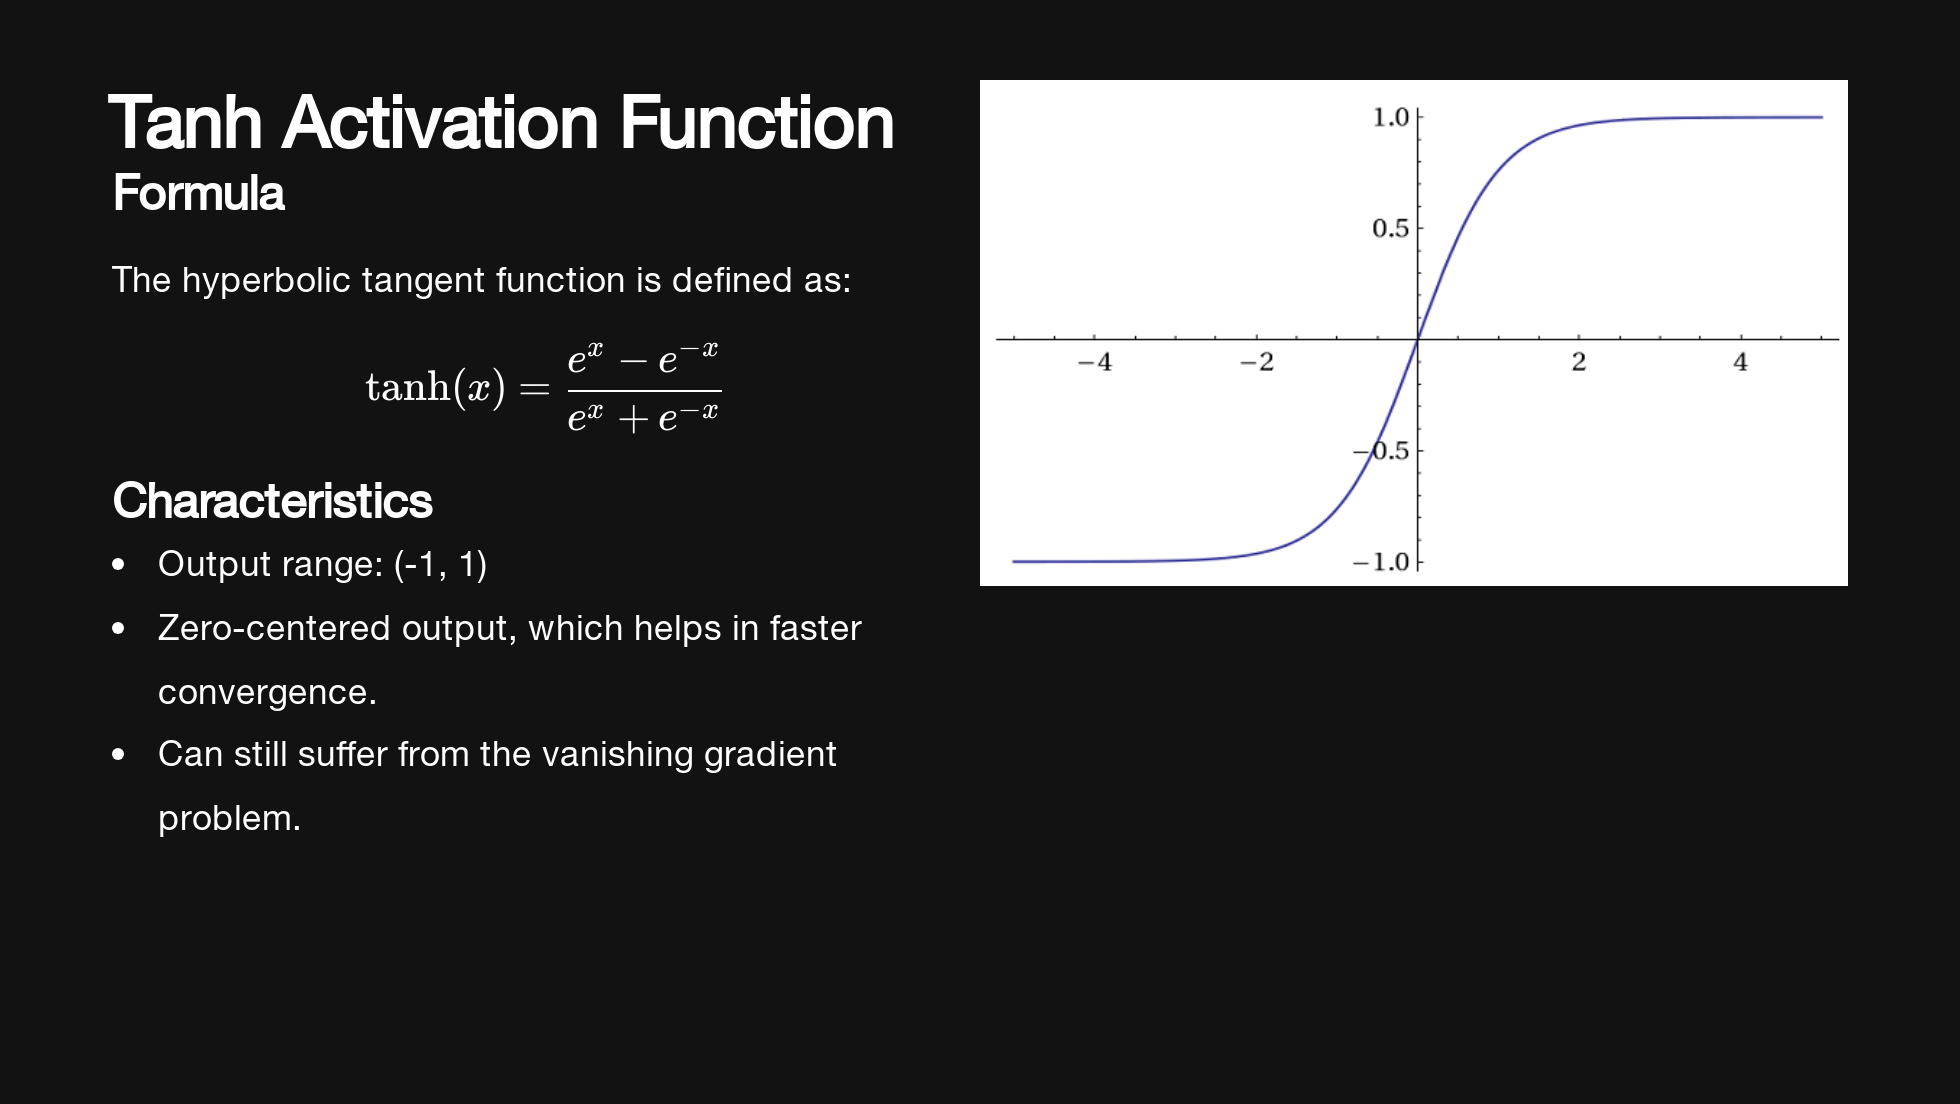 Tanh Activation Function
Formula
The hyperbolic tangent function is defined as:
tanh(x) = \frac{e^x − e^{−x}}{e^x + e^{−x}}
Characteristics
• Output range: (-1, 1)
• Zero-centered output, which helps in faster
convergence.
• Can still suffer from the vanishing gradient
problem.
1.0
0.5
−4 −2 2 4
−0.5
−1.0